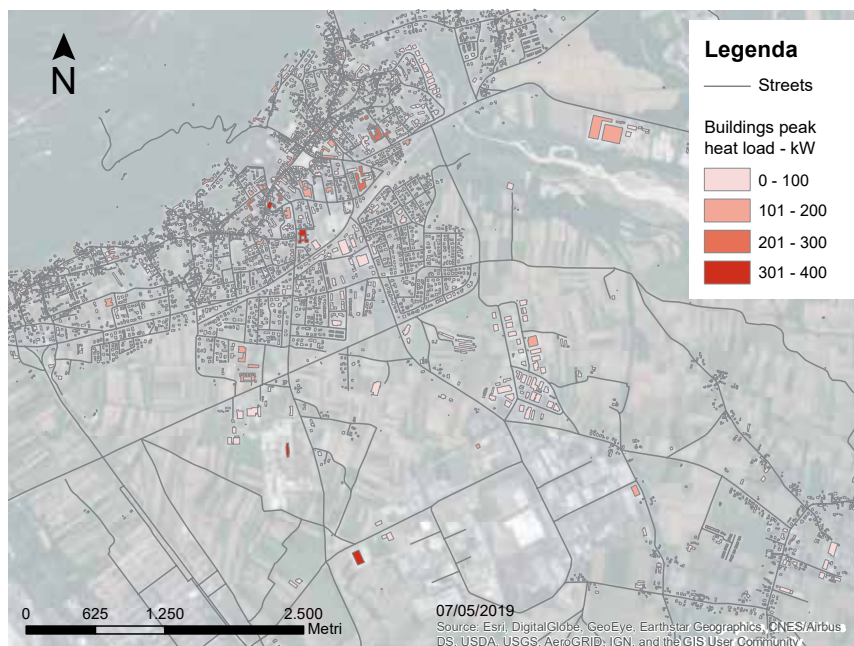 N
Legenda
Streets
Buildings peak
heat load - kW
0 - 100
101 - 200
201 - 300
301 - 400
0 625 1.250 2.500
Metri
07/05/2019
Source: Esri, DigitalGlobe, GeoEye, Earthstar Geographics, CNES/Airbus
DS, USDA, USGS, AeroGRID, IGN, and the GIS User Community